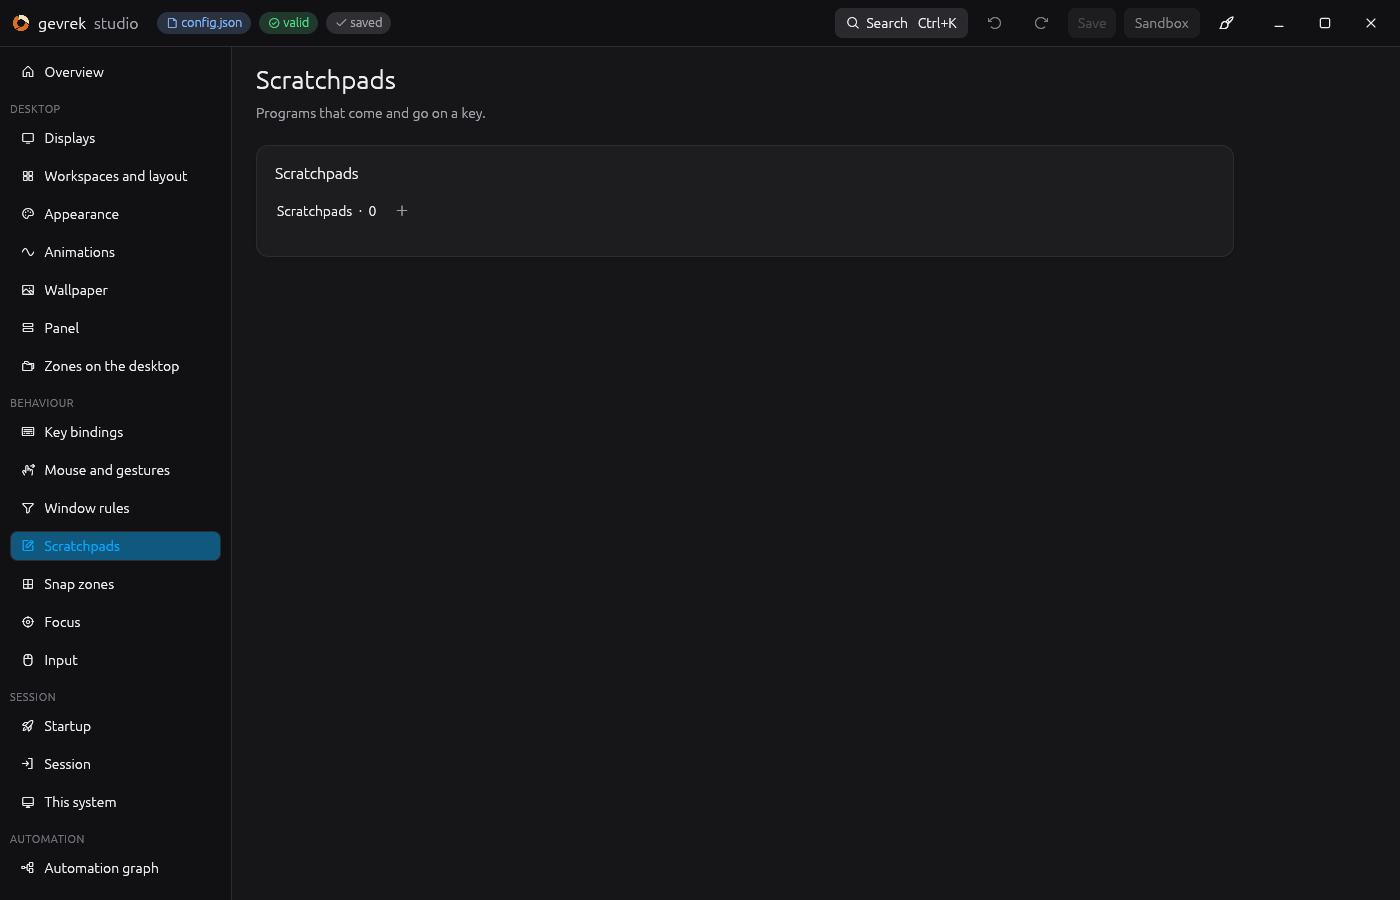 gevrek studio config.json valid saved Search Ctrl+K Save Sandbox
Overview
DESKTOP
Displays
Workspaces and layout
Appearance
Animations
Wallpaper
Panel
Zones on the desktop
BEHAVIOUR
Key bindings
Mouse and gestures
Window rules
Scratchpads
Snap zones
Focus
Input
SESSION
Startup
Session
This system
AUTOMATION
Automation graph
Scratchpads
Programs that come and go on a key.
Scratchpads
Scratchpads · 0